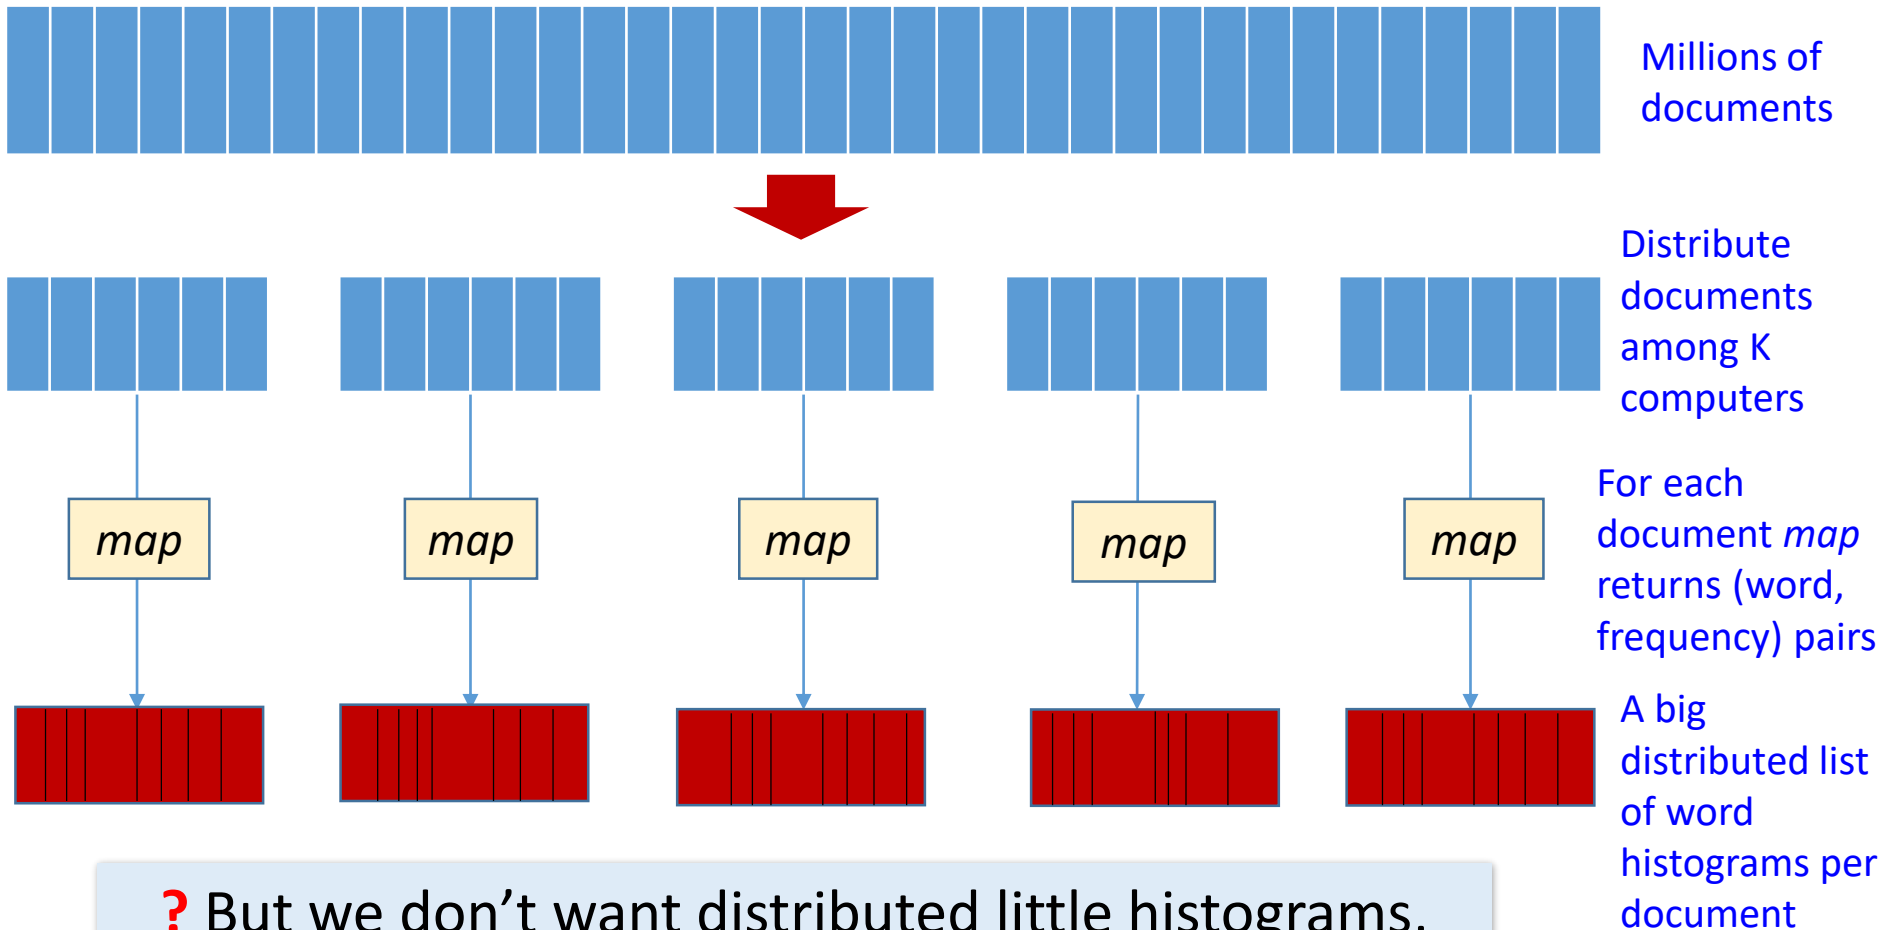 Millions of
documents
Distribute
documents
among K
computers
map
map
map
map
map
For each
document map
returns (word,
frequency) pairs
A big
distributed list
of word
histograms per
document
? But we don't want distributed little histograms.